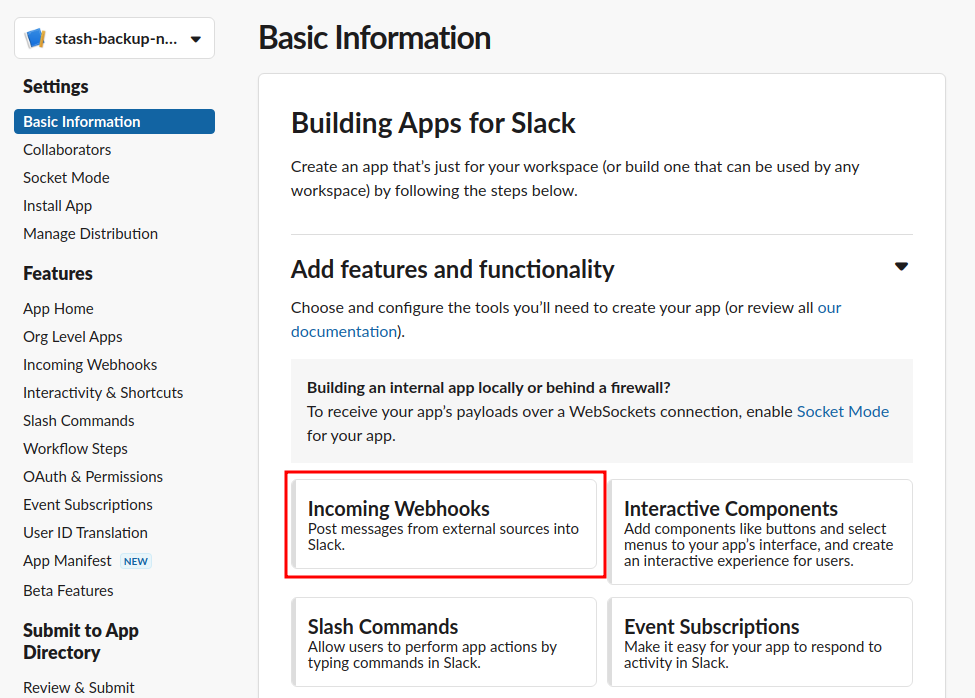 stash-backup-n...
Settings
Basic Information
Collaborators
Socket Mode
Install App
Manage Distribution
Features
App Home
Org Level Apps
Incoming Webhooks
Interactivity & Shortcuts
Slash Commands
Workflow Steps
OAuth & Permissions
Event Subscriptions
User ID Translation
App Manifest NEW
Beta Features
Submit to App
Directory
Review & Submit
Basic Information
Building Apps for Slack
Create an app that’s just for your workspace (or build one that can be used by any
workspace) by following the steps below.
Add features and functionality
Choose and configure the tools you’ll need to create your app (or review all our
documentation).
Building an internal app locally or behind a firewall?
To receive your app’s payloads over a WebSockets connection, enable Socket Mode
for your app.
Incoming Webhooks
Post messages from external sources into
Slack.
Interactive Components
Add components like buttons and select
menus to your app’s interface, and create
an interactive experience for users.
Slash Commands
Allow users to perform app actions by
typing commands in Slack.
Event Subscriptions
Make it easy for your app to respond to
activity in Slack.